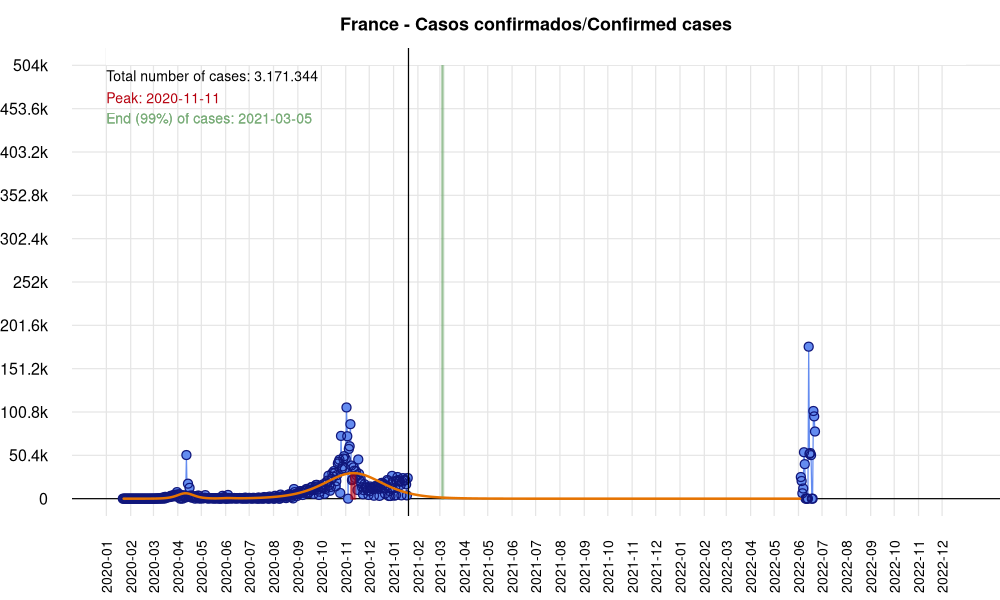 France - Casos confirmados/Confirmed cases
504k
Total number of cases: 3.171.344
Peak: 2020-11-11
453.6k
End (99%) of cases: 2021-03-05
403.2k
352.8k
302.4k
252k
201.6k
151.2k
100.8k
50.4k
0
2020-01
2020-02
2020-03
2020-04
2020-05
2020-06
2020-07
2020-08
2020-09
2020-10
2020-11
2020-12
2021-01
2021-03
2021-04
2021-05
2021-06
2021-07
2021-08
2021-09
2021-10
2021-11
2021-12
2022-01
2022-02
2022-03
2022-04
2022-05
2022-06
2022-07
2022-08
2022-09
2022-10
2022-11
2022-12